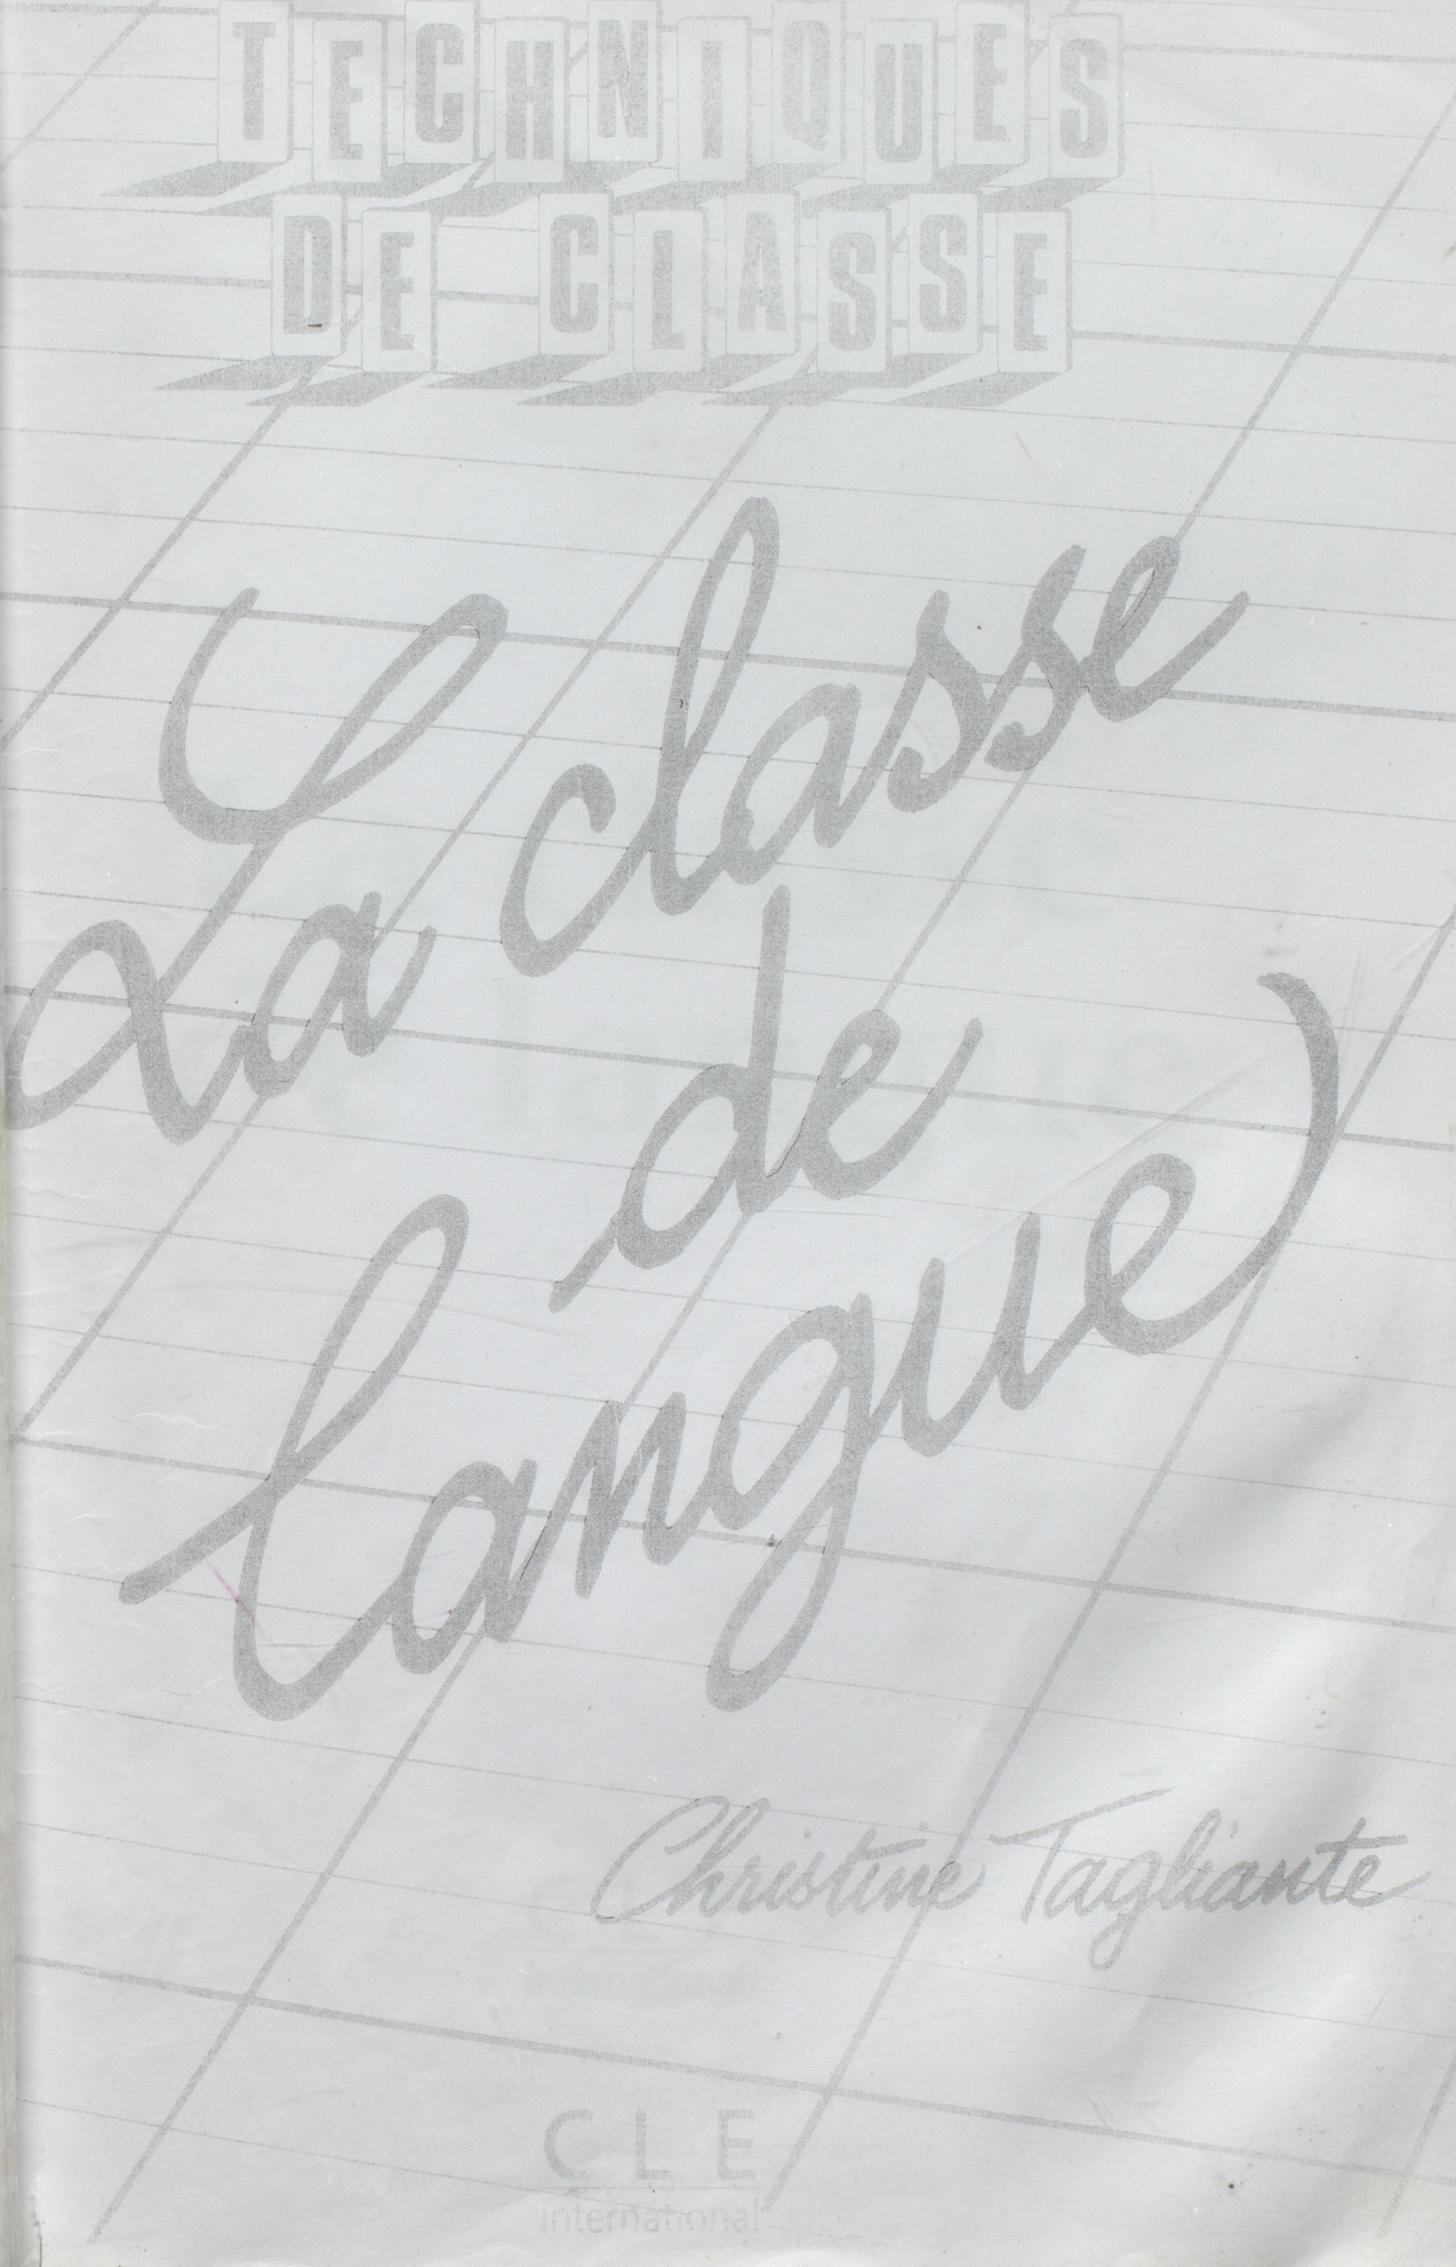 TECHNIQUES
DE CLASSE
La classe
de
langue
Christine Tagliante
CLE
international